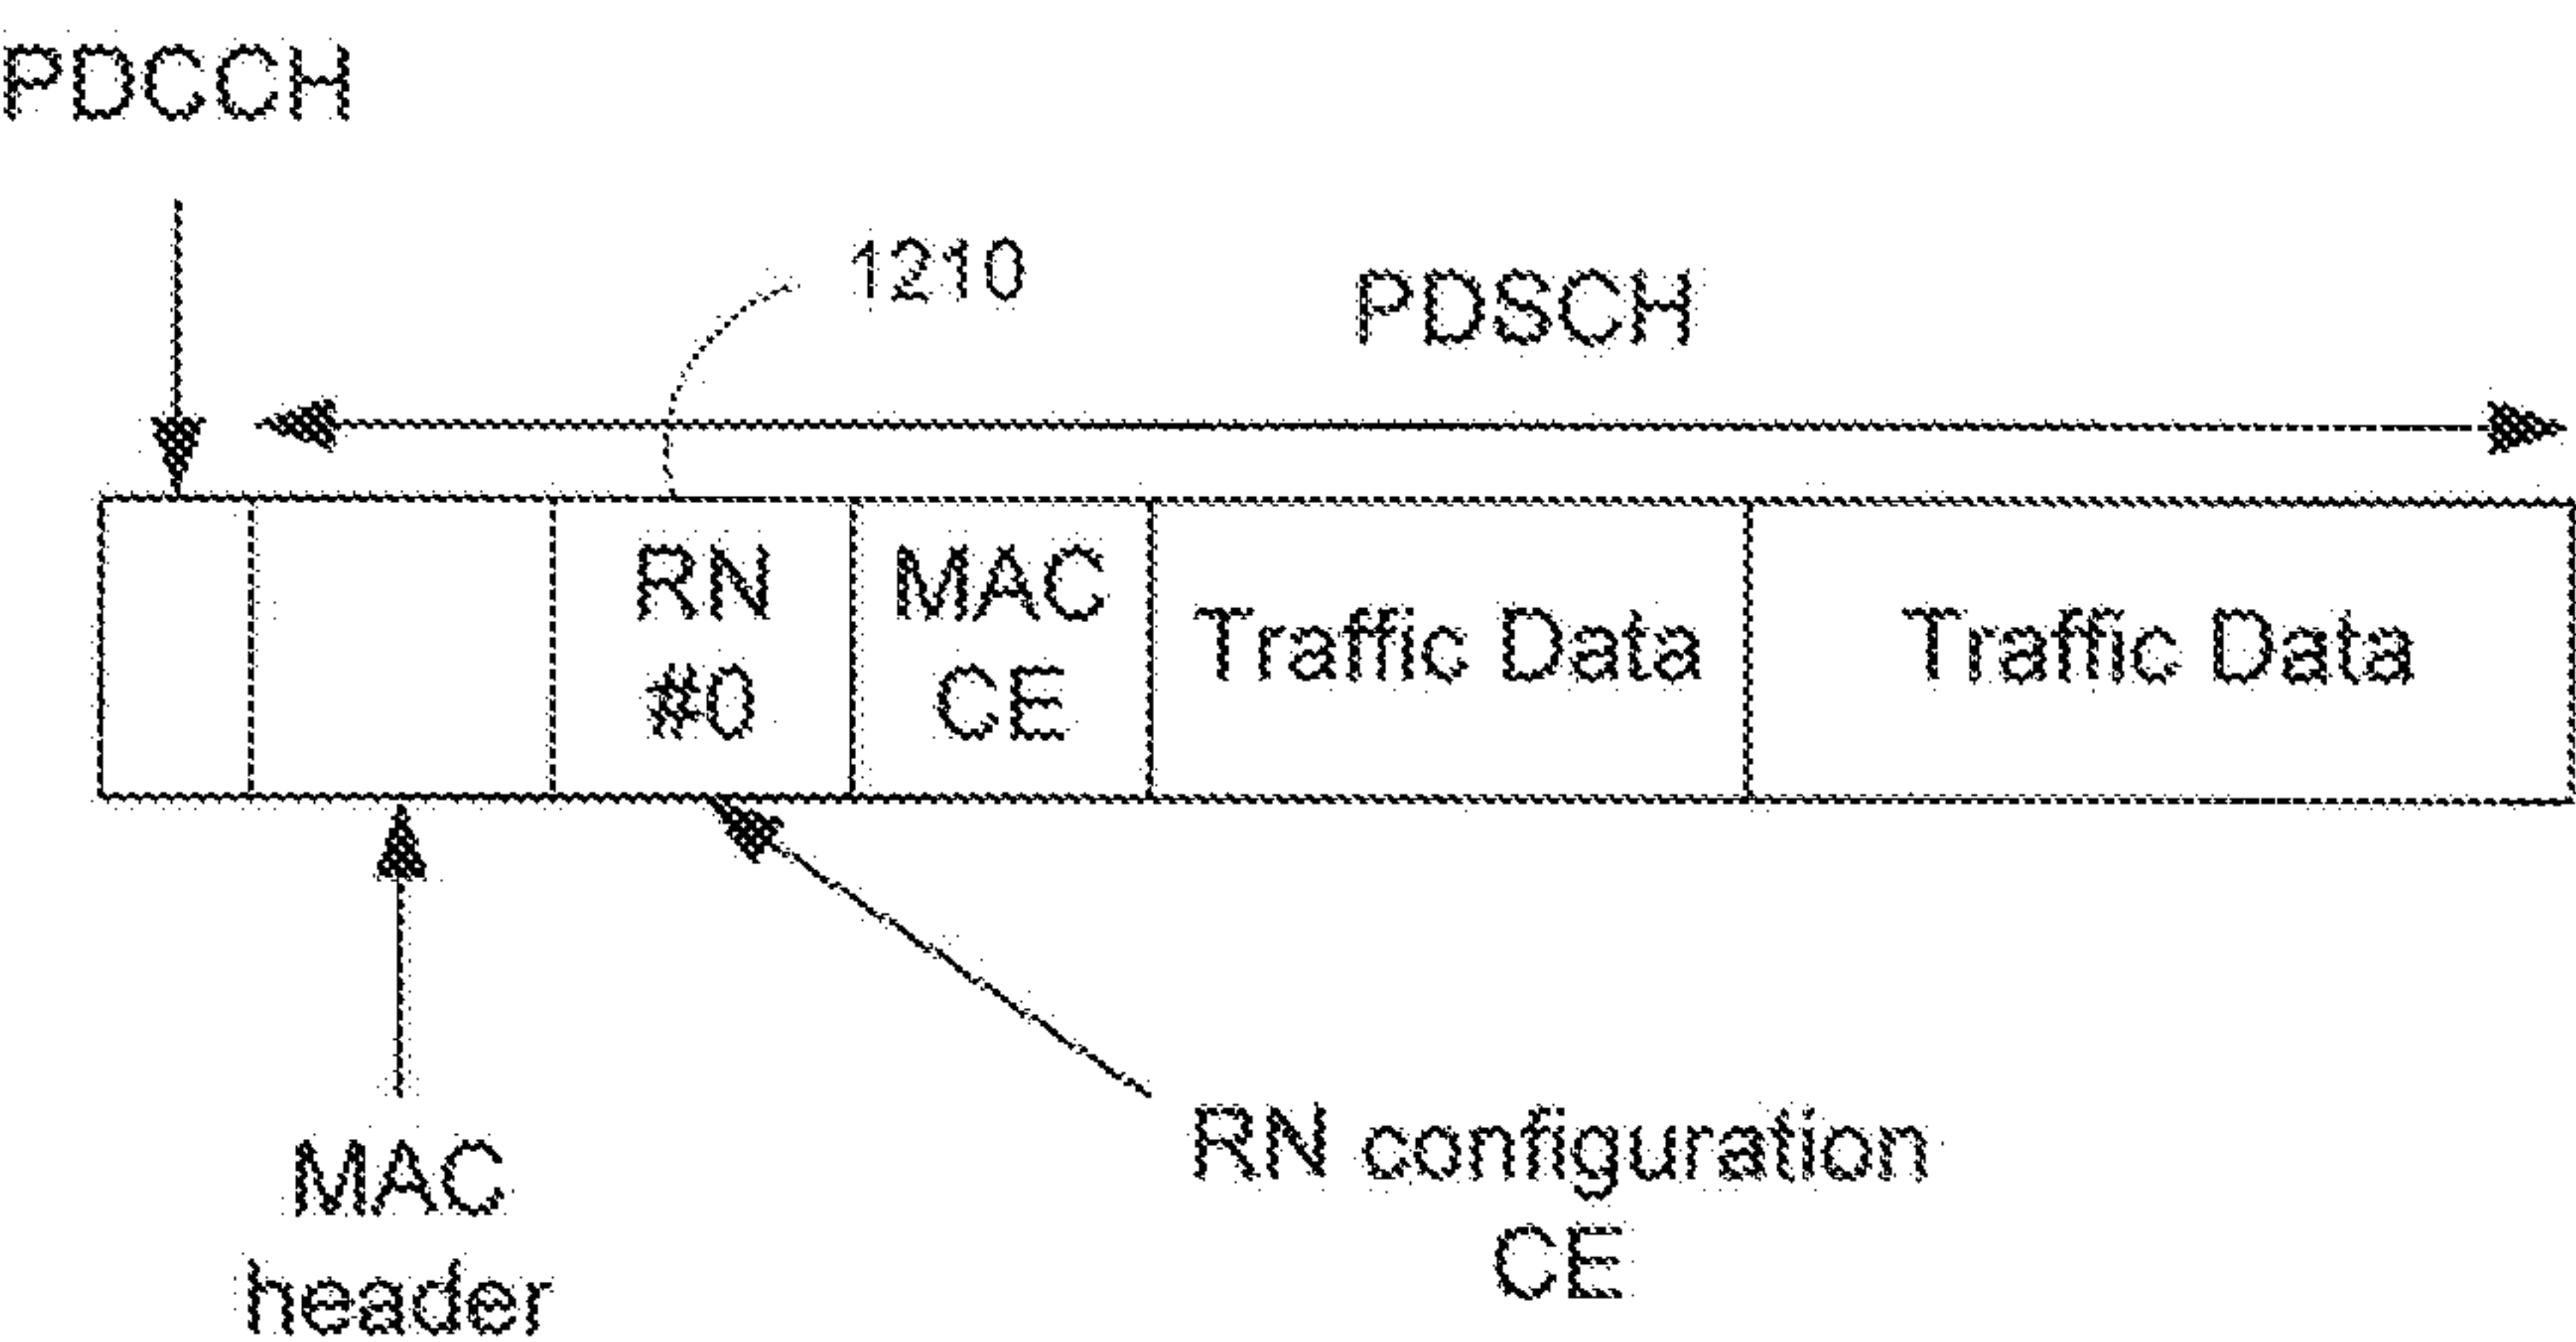 PDCCH
1210
PDSCH
RN
#0
MAC
CE
Traffic Data
Traffic Data
MAC
header
RN configuration
CE